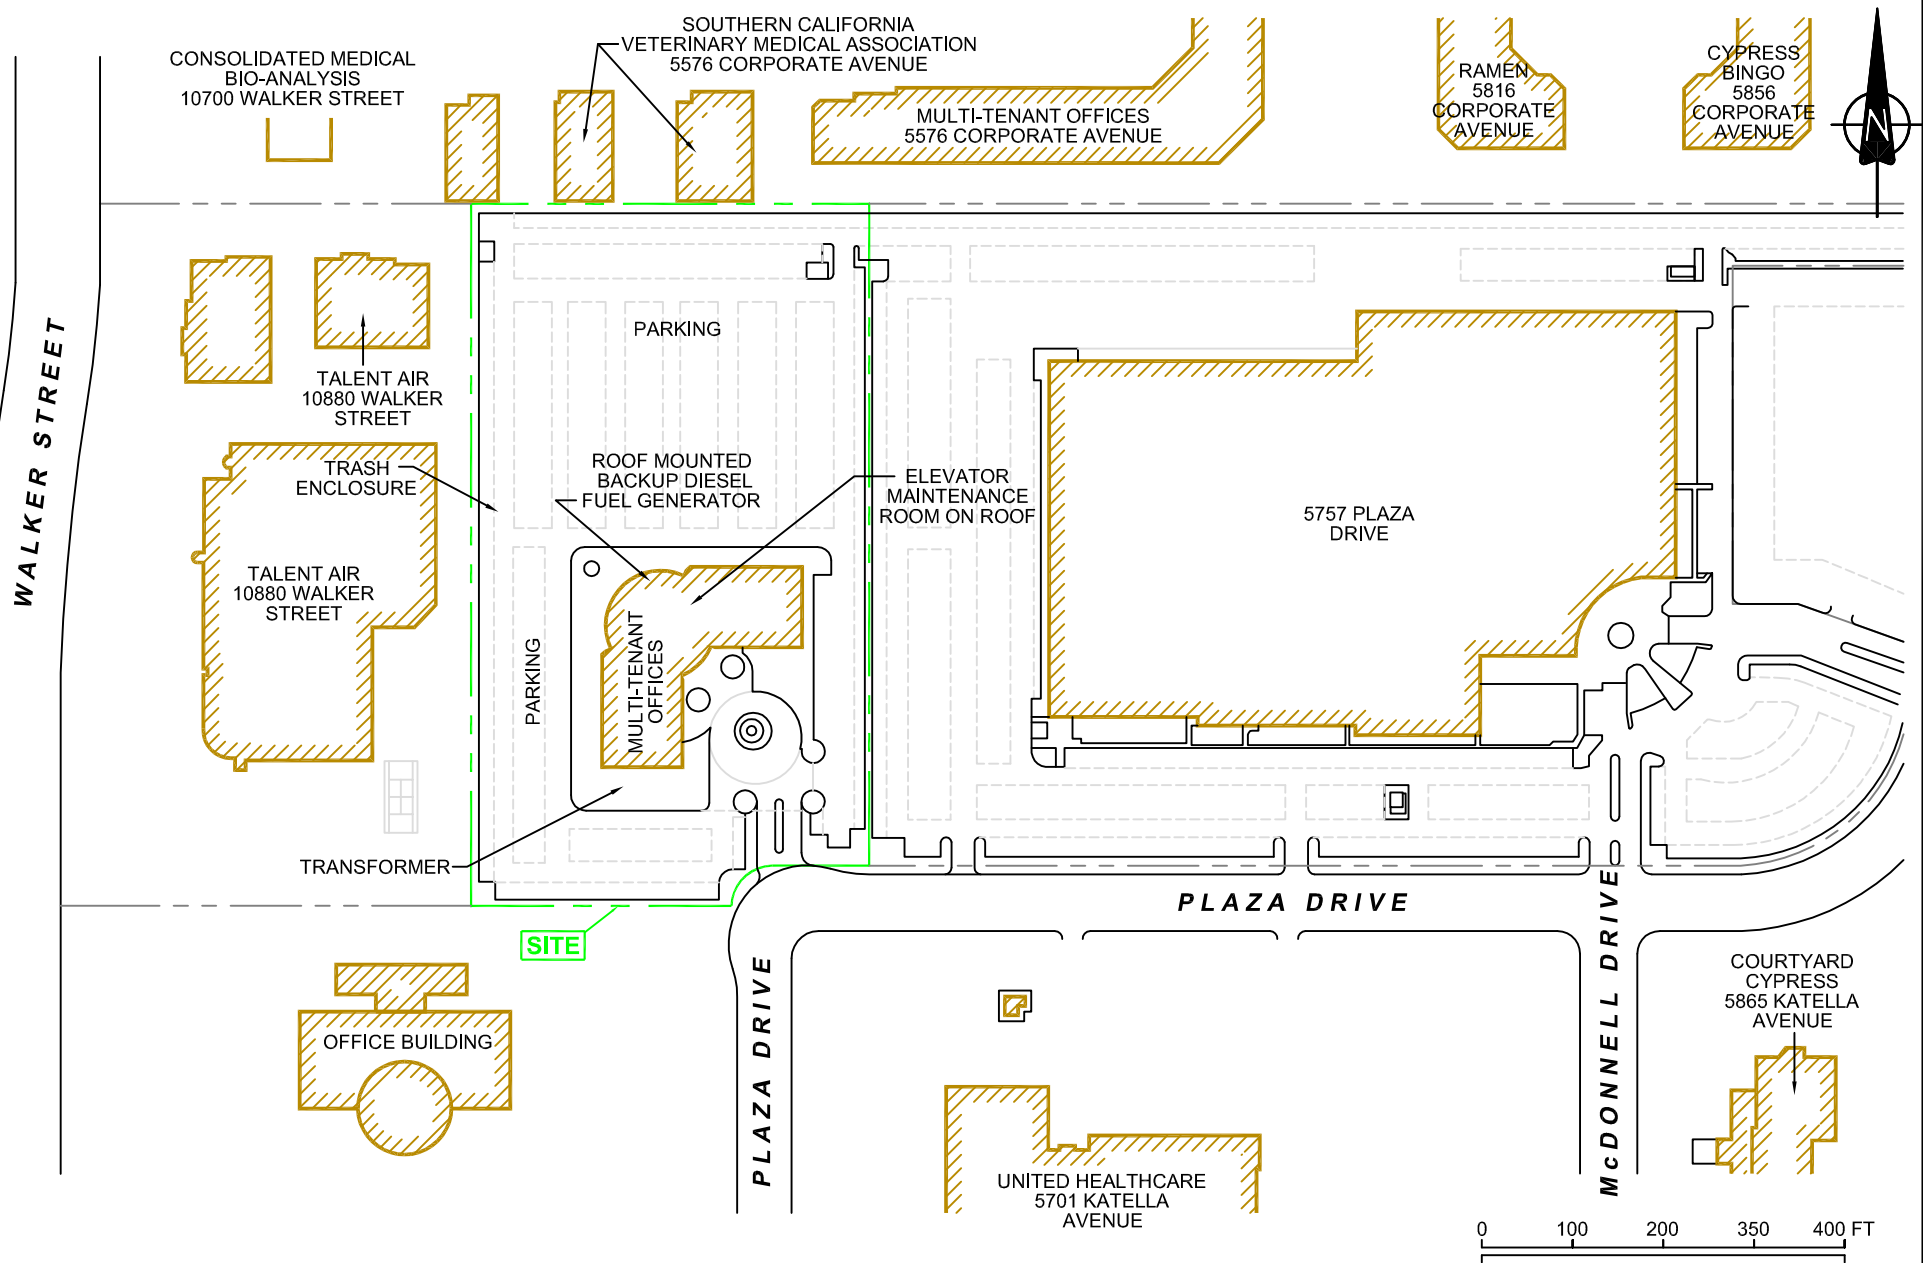 SOUTHERN CALIFORNIA
VETERINARY MEDICAL ASSOCIATION
5576 CORPORATE AVENUE
CONSOLIDATED MEDICAL
BIO-ANALYSIS
10700 WALKER STREET
MULTI-TENANT OFFICES
5576 CORPORATE AVENUE
RAMEN
5816
CORPORATE
AVENUE
CYPRESS
BINGO
5856
CORPORATE
AVENUE
N
WALKER STREET
TALENT AIR
10880 WALKER
STREET
PARKING
TRASH
ENCLOSURE
ROOF MOUNTED
BACKUP DIESEL
FUEL GENERATOR
ELEVATOR
MAINTENANCE
ROOM ON ROOF
5757 PLAZA
DRIVE
TALENT AIR
10880 WALKER
STREET
PARKING
MULTI-TENANT
OFFICES
TRANSFORMER
SITE
PLAZA DRIVE
PLAZA DRIVE
McDONNELL DRIVE
OFFICE BUILDING
COURTYARD
CYPRESS
5865 KATELLA
AVENUE
UNITED HEALTHCARE
5701 KATELLA
AVENUE
0 100 200 350 400 FT